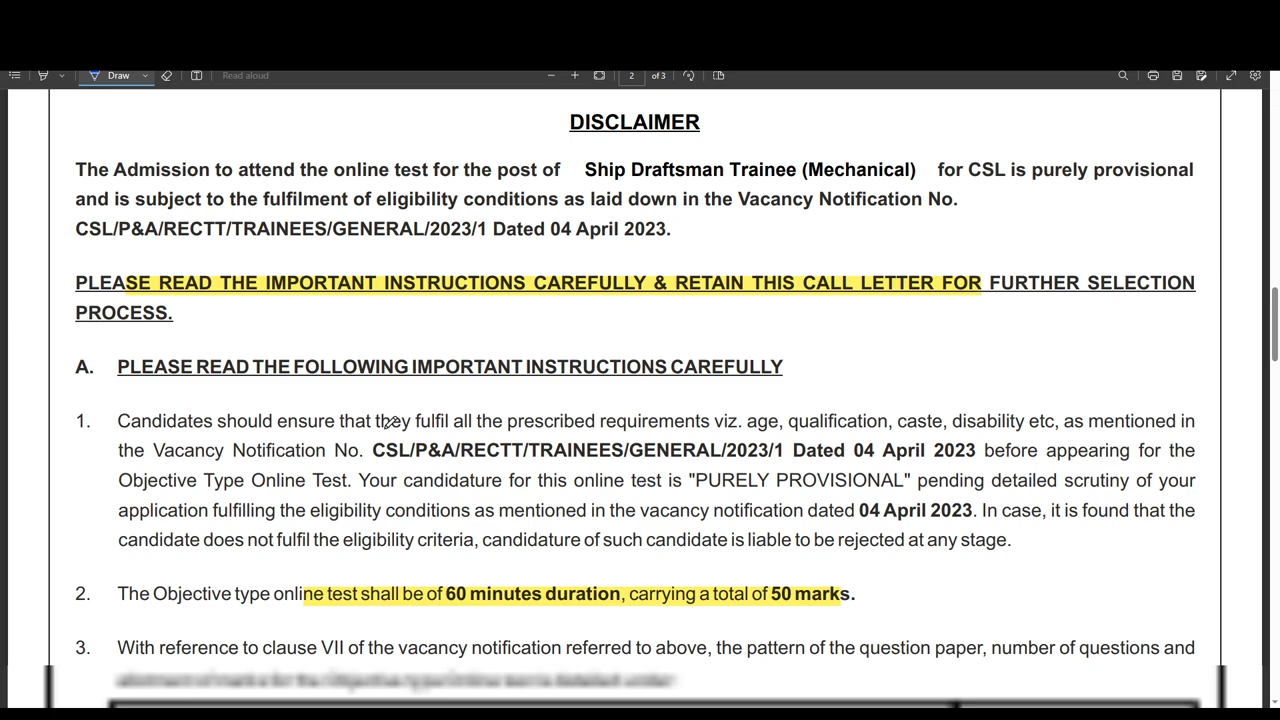 Draw
Read aloud
2 of 3
DISCLAIMER
The Admission to attend the online test for the post of Ship Draftsman Trainee (Mechanical) for CSL is purely provisional
and is subject to the fulfilment of eligibility conditions as laid down in the Vacancy Notification No.
CSL/P&A/RECTT/TRAINEES/GENERAL/2023/1 Dated 04 April 2023.
PLEASE READ THE IMPORTANT INSTRUCTIONS CAREFULLY & RETAIN THIS CALL LETTER FOR FURTHER SELECTION
PROCESS.
A. PLEASE READ THE FOLLOWING IMPORTANT INSTRUCTIONS CAREFULLY
1. Candidates should ensure that they fulfil all the prescribed requirements viz. age, qualification, caste, disability etc, as mentioned in
the Vacancy Notification No. CSL/P&A/RECTT/TRAINEES/GENERAL/2023/1 Dated 04 April 2023 before appearing for the
Objective Type Online Test. Your candidature for this online test is "PURELY PROVISIONAL" pending detailed scrutiny of your
application fulfilling the eligibility conditions as mentioned in the vacancy notification dated 04 April 2023. In case, it is found that the
candidate does not fulfil the eligibility criteria, candidature of such candidate is liable to be rejected at any stage.
2. The Objective type online test shall be of 60 minutes duration, carrying a total of 50 marks.
3. With reference to clause VII of the vacancy notification referred to above, the pattern of the question paper, number of questions and